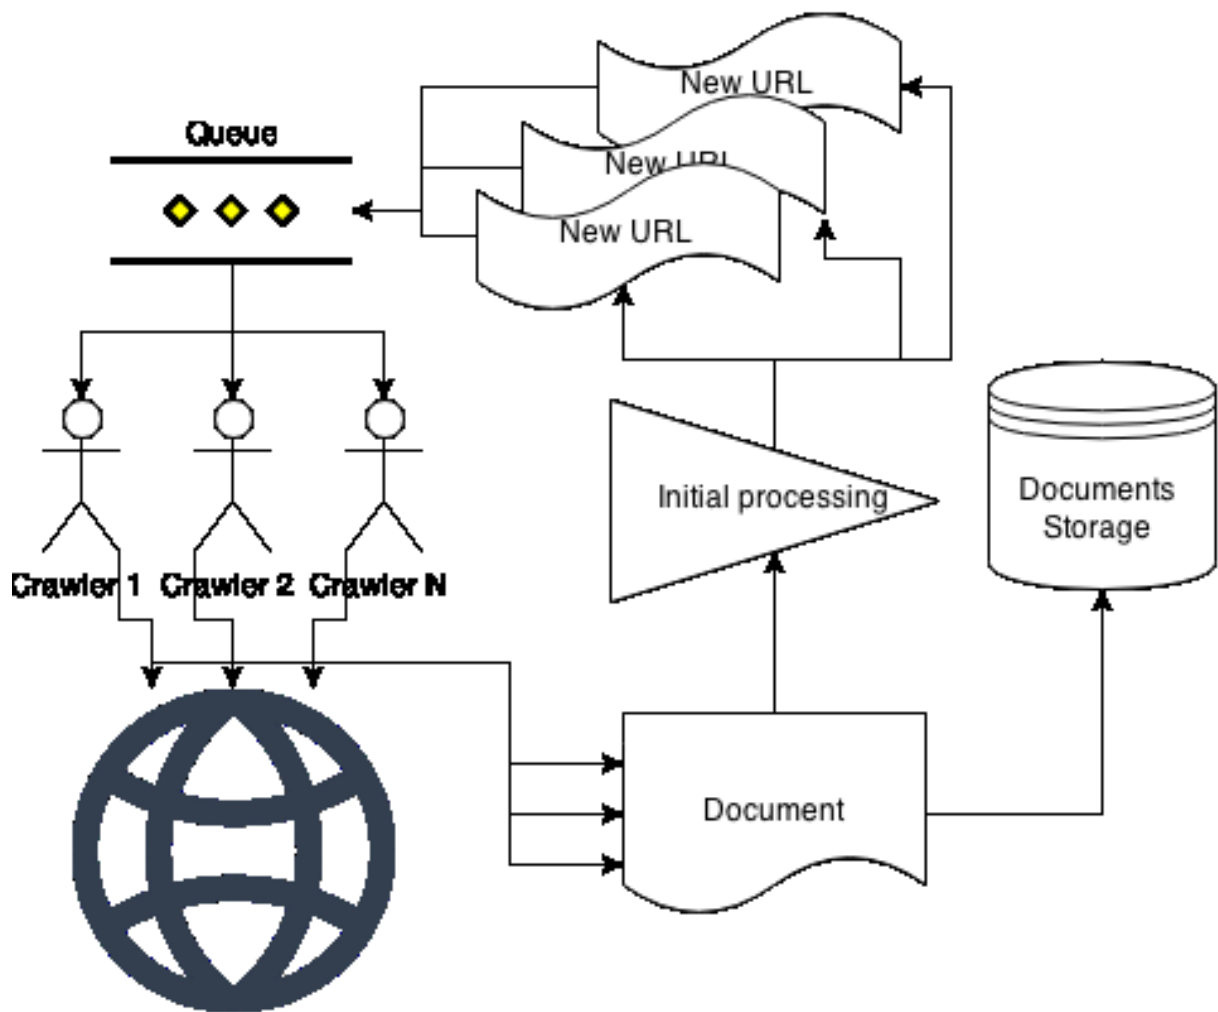 New URL
Queue
New URL
New URL
Initial processing
Documents
Storage
Crawler 1
Crawler 2
Crawler N
Document